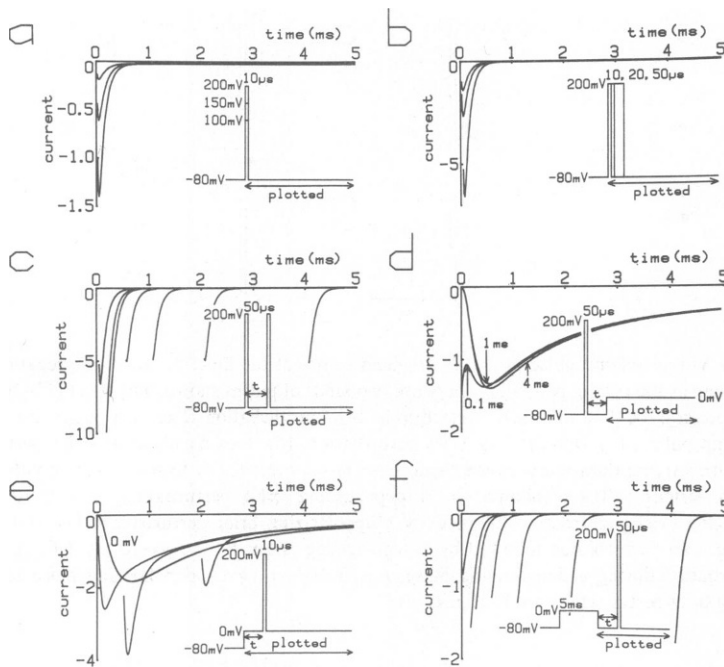 a
time (ms)
0 1 2 3 4 5
0
-0.5
-1.0
-1.5
current
200mV
150mV
100mV
10µs
-80mV
plotted
b
time (ms)
0 1 2 3 4 5
0
-5
current
200mV
10, 20, 50µs
-80mV
plotted
c
time (ms)
0 1 2 3 4 5
0
-5
-10
current
50µs
200mV
t
-80mV
plotted
d
time (ms)
0 1 2 3 4 5
0
-1
-2
current
0.1 ms
1 ms
4 ms
50µs
200mV
t
0mV
-80mV
plotted
e
time (ms)
0 1 2 3 4 5
0
-2
-4
current
0 mV
10µs
200mV
0mV
-80mV
t
plotted
f
time (ms)
0 1 2 3 4 5
0
-1
-2
current
50µs
200mV
5ms
0mV
t
-80mV
plotted